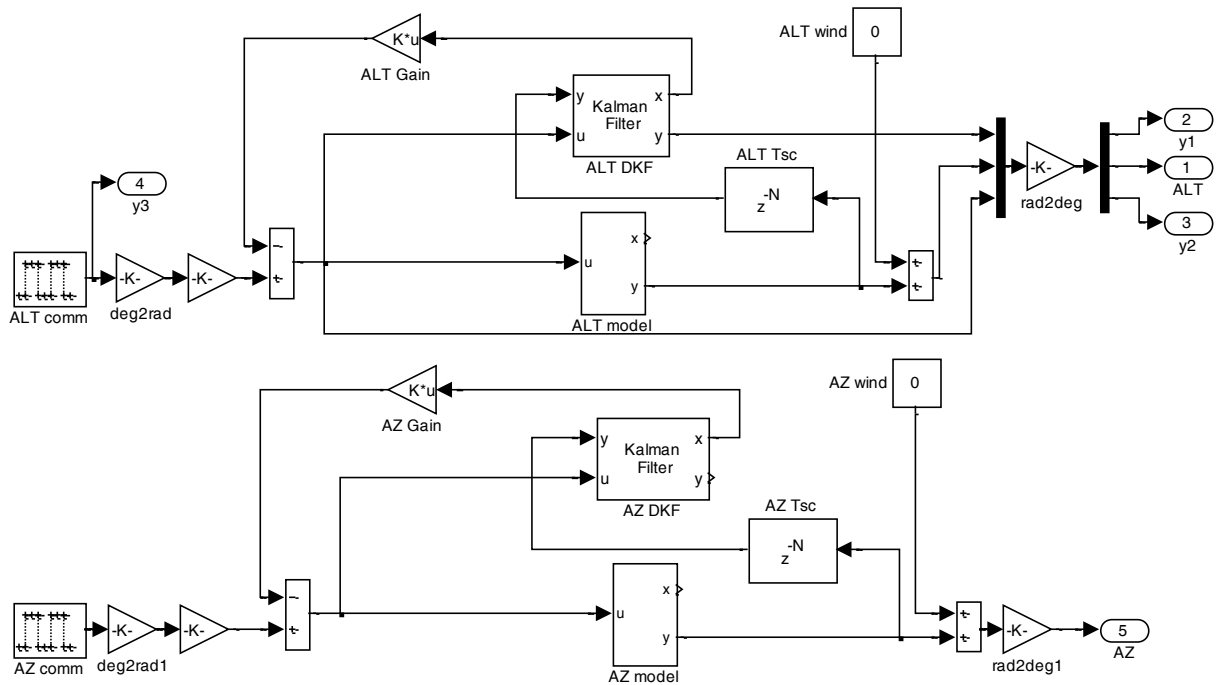 ALT wind
0
K*u
ALT Gain
y
x
Kalman
Filter
u
y
ALT DKF
2
y1
ALT Tsc
-N
z
-K-
rad2deg
1
ALT
4
y3
3
y2
-K-
-K-
ALT comm
deg2rad
-
+
u
x
y
ALT model
+
+
AZ wind
0
K*u
AZ Gain
y
x
Kalman
Filter
u
y
AZ DKF
AZ Tsc
-N
z
-K-
-K-
AZ comm
deg2rad1
-
+
u
x
y
AZ model
+
+
-K-
rad2deg1
5
AZ